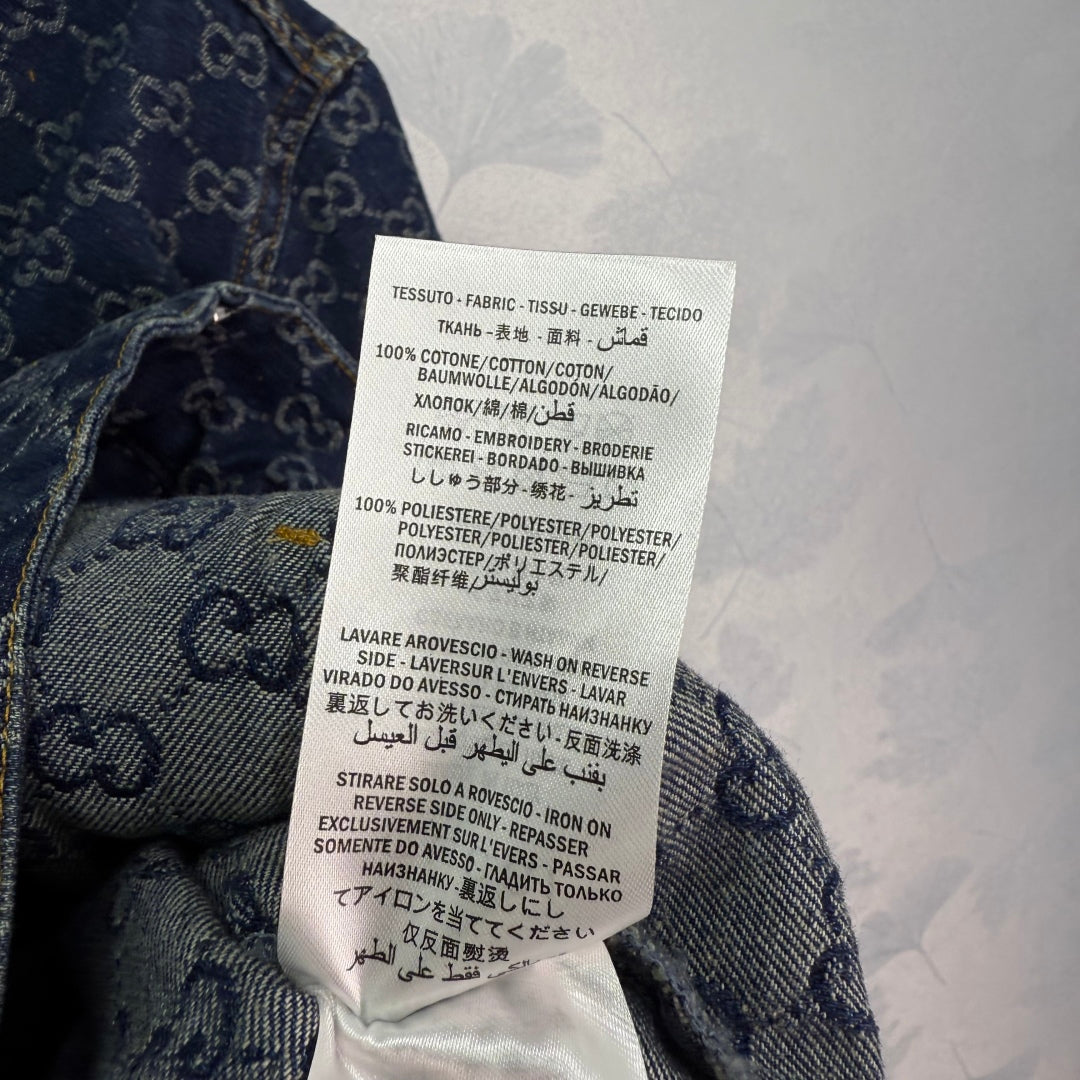 TESSUTO - FABRIC - TISSU - GEWEBE - TECIDO
ТКАНЬ - 表地 - 面料 - قماش
100% COTONE/COTTON/COTON/
BAUMWOLLE/ALGODÓN/ALGODÃO/
ХЛОПОК/綿/棉/قطن
RICAMO - EMBROIDERY - BRODERIE
STICKEREI - BORDADO - ВЫШИВКА
ししゅう部分 - 绣花 - تطريز
100% POLIESTERE/POLYESTER/POLYESTER/
POLYESTER/POLIESTER/POLIESTER/
ПОЛИЭСТЕР/ポリエステル/
聚酯纤维/بوليستر
LAVARE AROVESCIO - WASH ON REVERSE
SIDE - LAVERSUR L'ENVERS - LAVAR
VIRADO DO AVESSO - СТИРАТЬ НАИЗНАНКУ
裏返してお洗いください - 反面洗涤
على اليطهر قبل العيسل
STIRARE SOLO A ROVESCIO - IRON ON
REVERSE SIDE ONLY - REPASSER
EXCLUSIVEMENT SUR L'EVERS - PASSAR
SOMENTE DO AVESSO - ГЛАДИТЬ ТОЛЬКО
НАИЗНАНКУ - 裏返しにし
てアイロンを当ててください
仅反面熨烫
فقط على الطهر